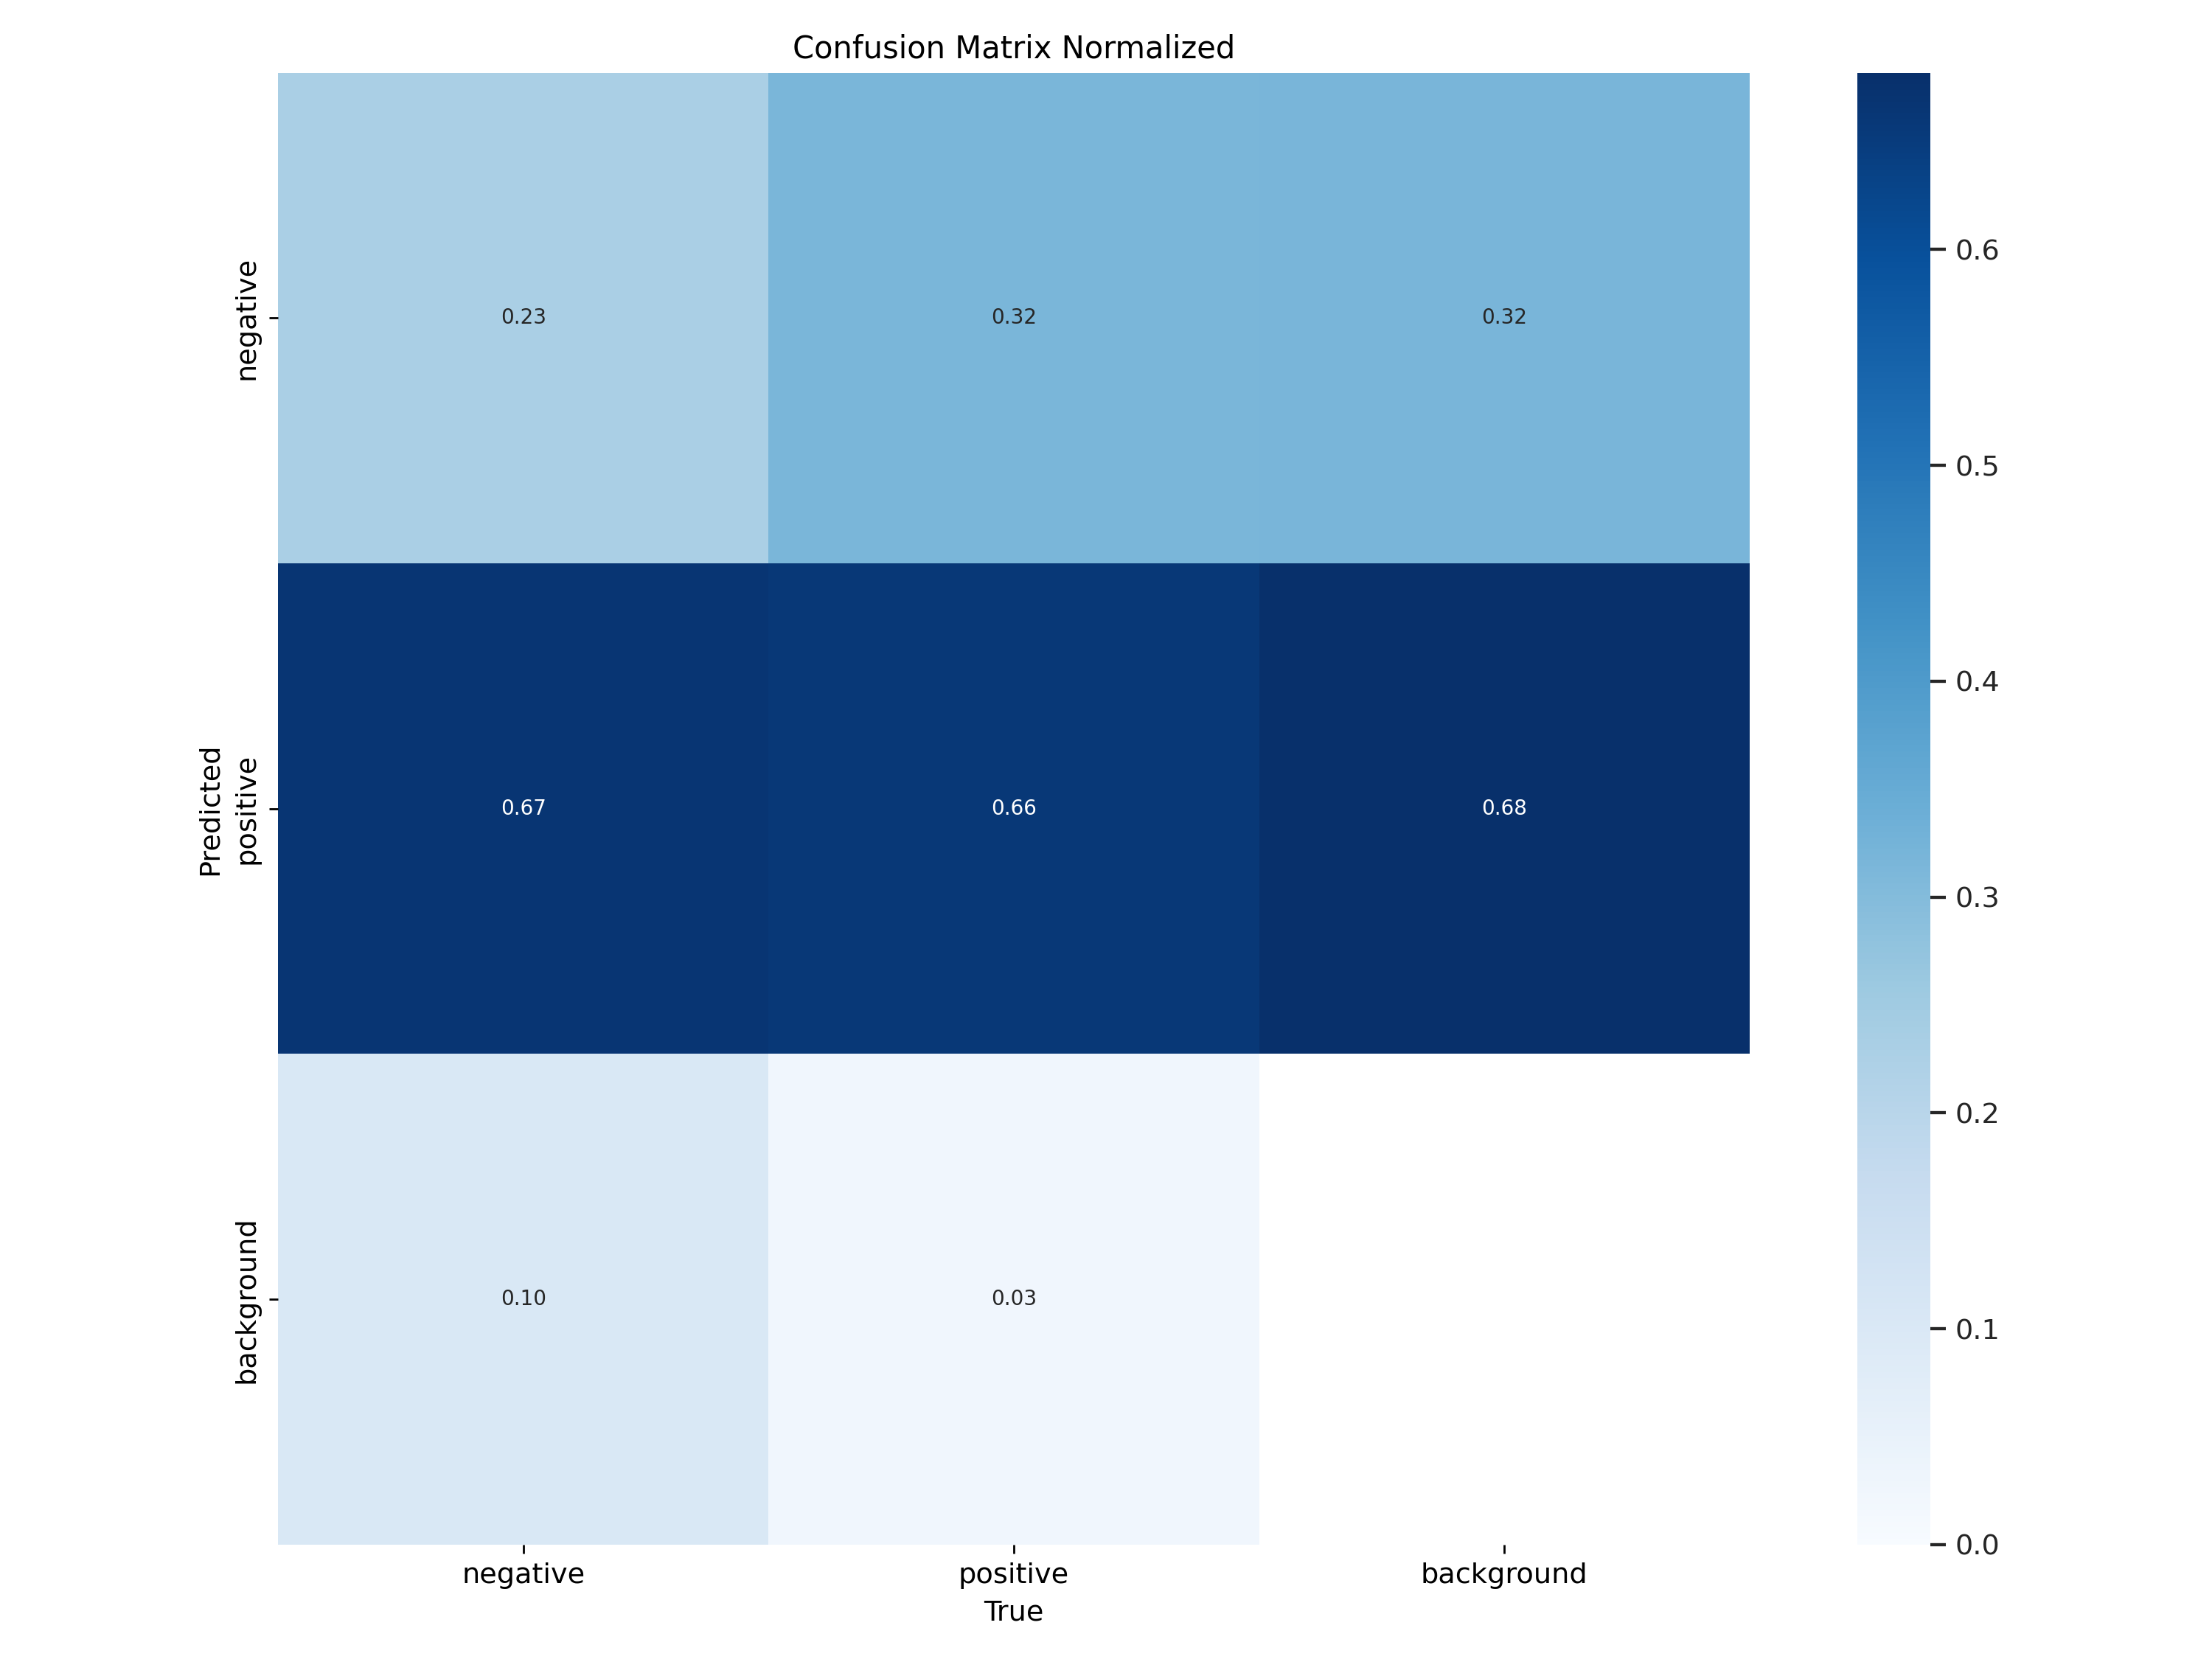 Confusion Matrix Normalized
negative
0.23
0.32
0.32
0.6
0.5
0.4
Predicted
positive
0.67
0.66
0.68
0.3
0.2
background
0.10
0.03
0.1
0.0
negative
positive
background
True